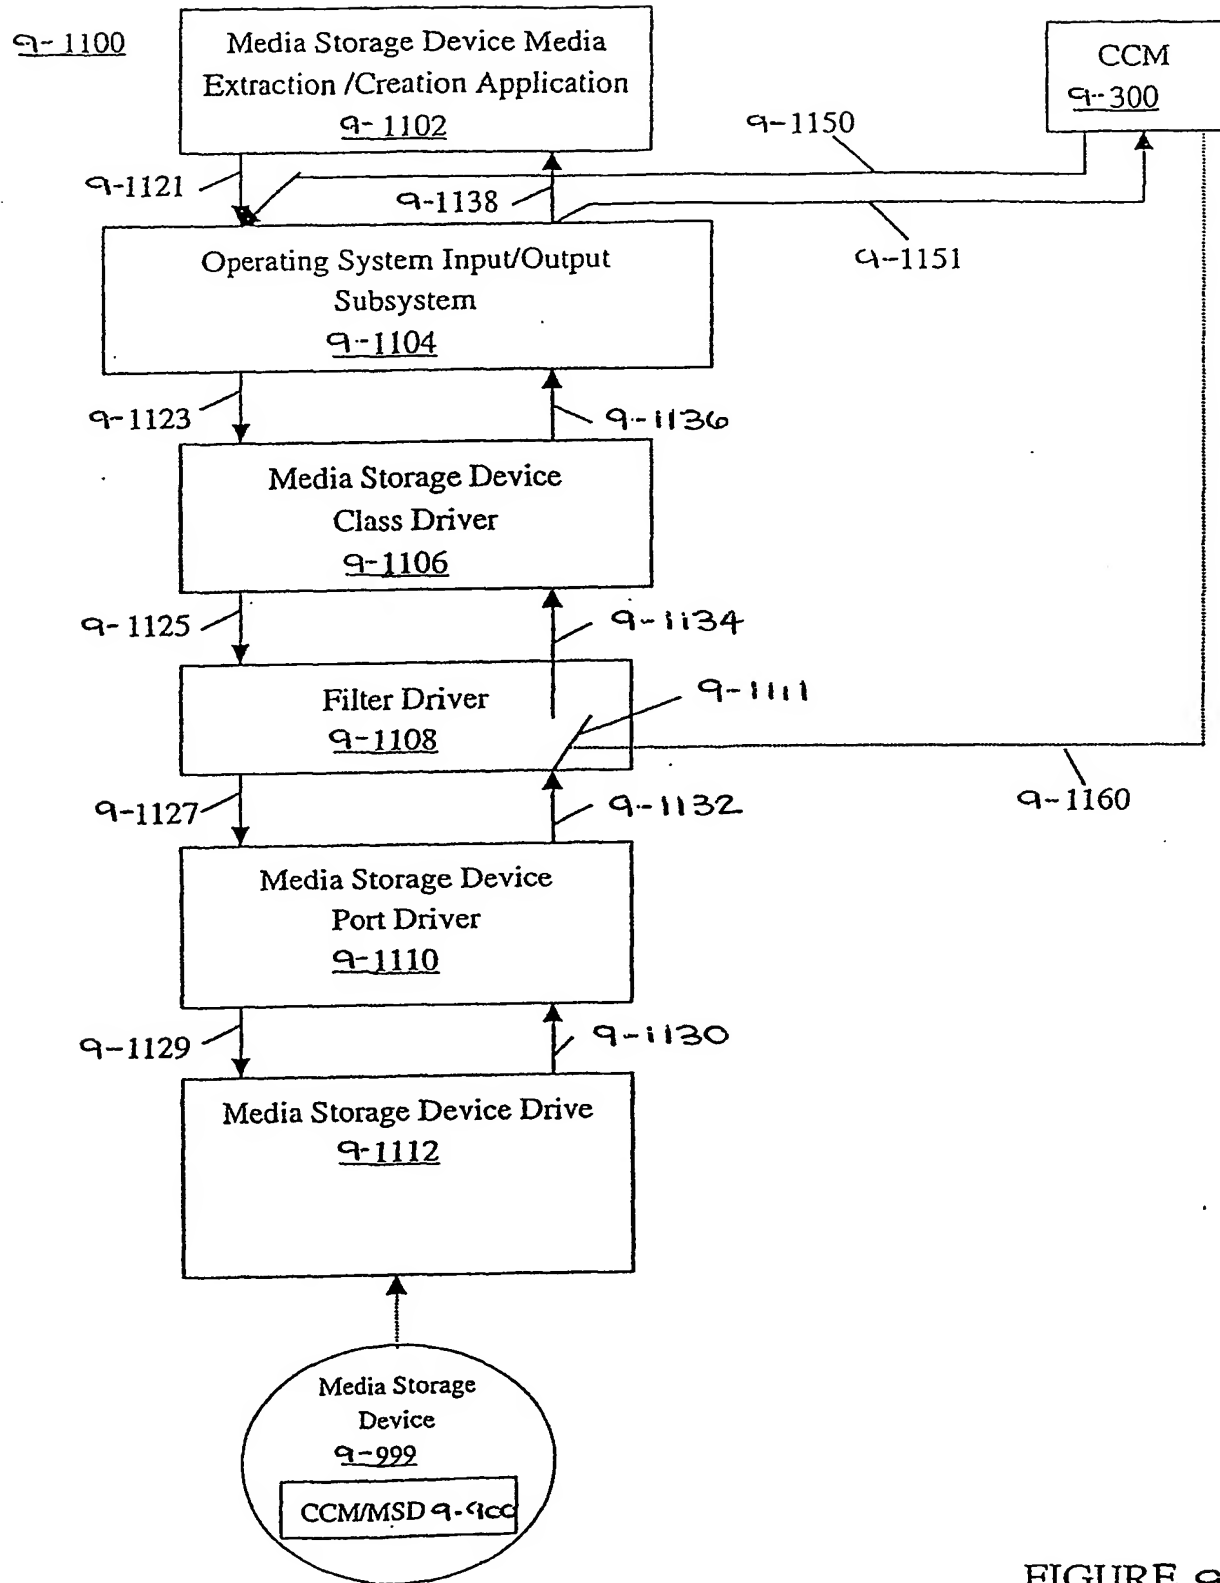 9-1100
Media Storage Device Media
Extraction /Creation Application
9-1102
CCM
9-300
9-1150
9-1121
9-1138
9-1151
Operating System Input/Output
Subsystem
9-1104
9-1123
9-1136
Media Storage Device
Class Driver
9-1106
9-1125
9-1134
Filter Driver
9-1108
9-1111
9-1127
9-1132
9-1160
Media Storage Device
Port Driver
9-1110
9-1129
9-1130
Media Storage Device Drive
9-1112
Media Storage
Device
9-999
CCM/MSD 9-900
FIGURE 9